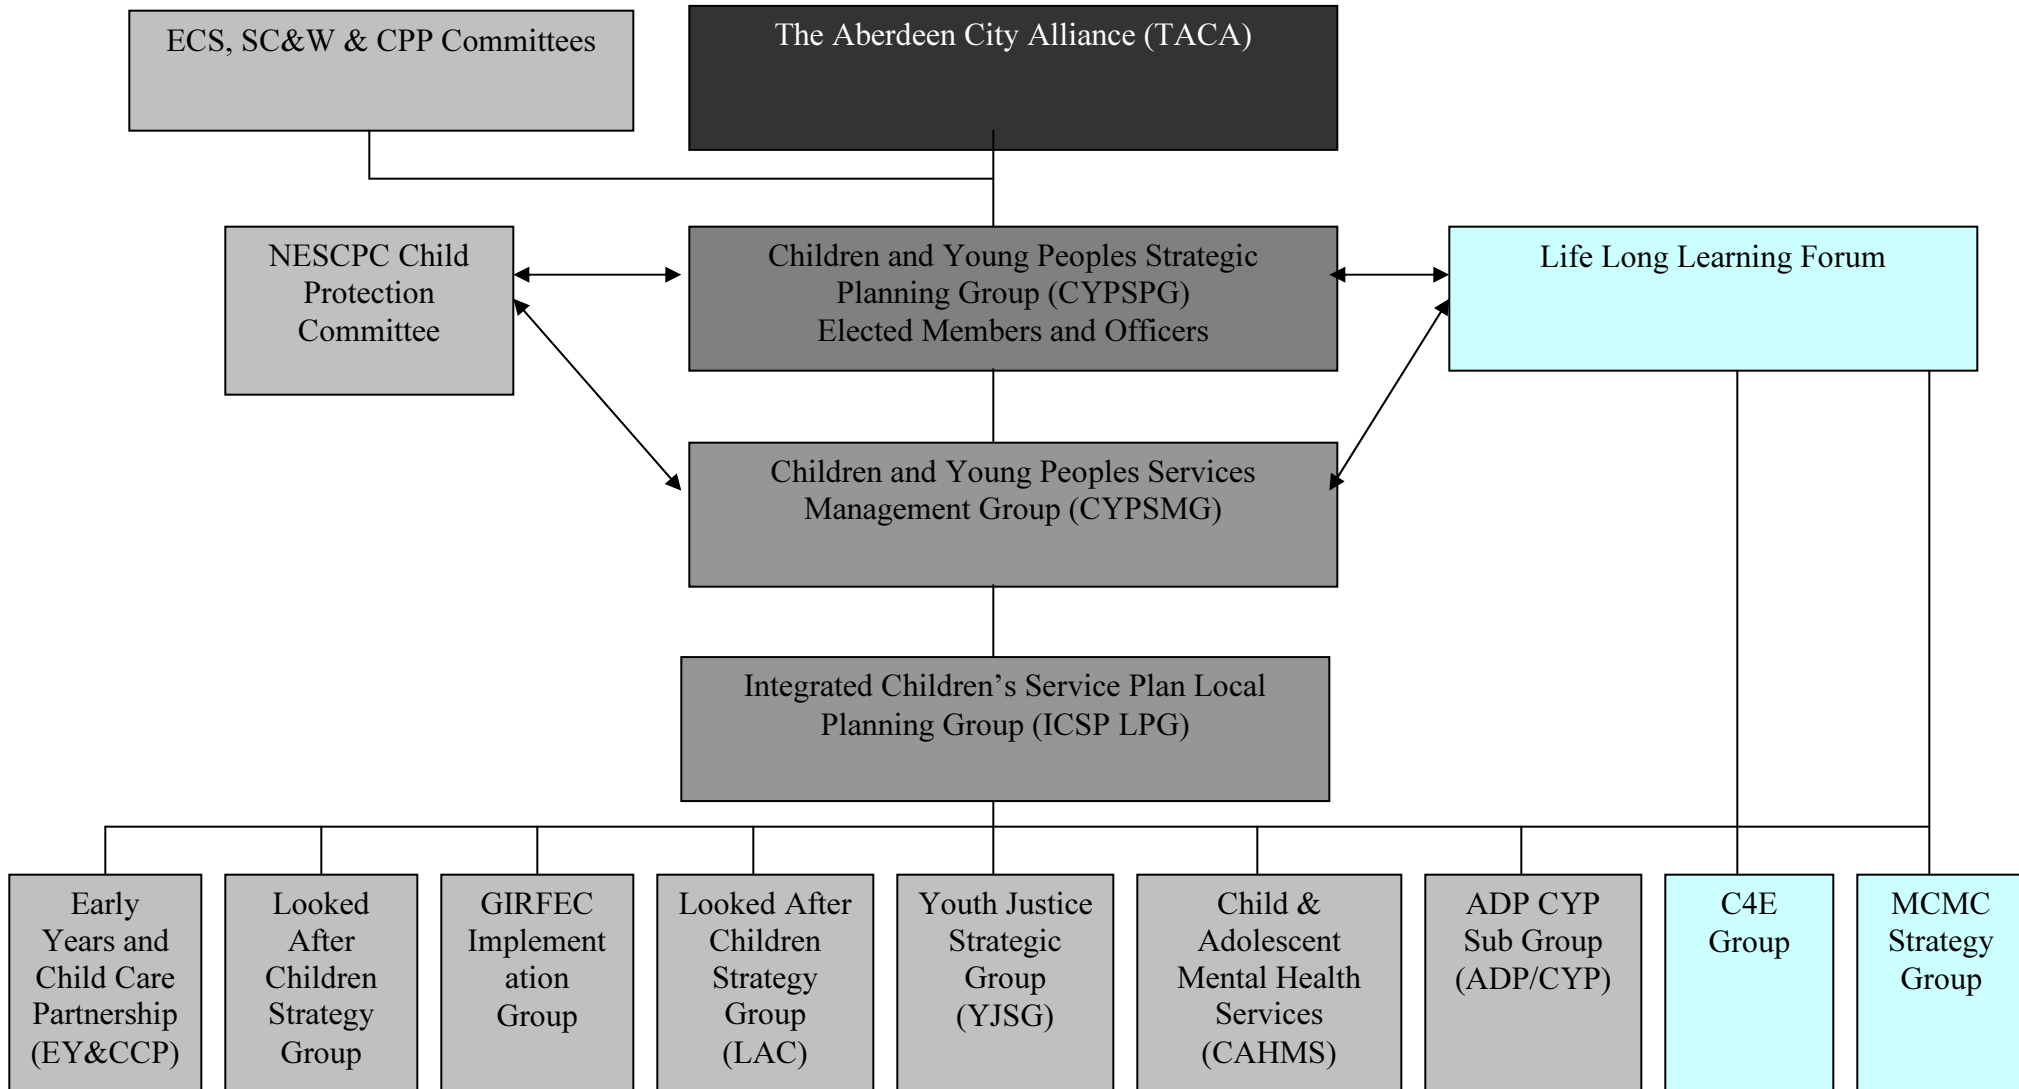 ECS, SC&W & CPP Committees
The Aberdeen City Alliance (TACA)
NESCPC Child
Protection
Committee
Children and Young Peoples Strategic
Planning Group (CYPSPG)
Elected Members and Officers
Life Long Learning Forum
Children and Young Peoples Services
Management Group (CYPSMG)
Integrated Children’s Service Plan Local
Planning Group (ICSP LPG)
Early
Years and
Child Care
Partnership
(EY&CCP)
Looked
After
Children
Strategy
Group
GIRFEC
Implement
ation
Group
Looked After
Children
Strategy
Group
(LAC)
Youth Justice
Strategic
Group
(YJSG)
Child &
Adolescent
Mental Health
Services
(CAHMS)
ADP CYP
Sub Group
(ADP/CYP)
C4E
Group
MCMC
Strategy
Group